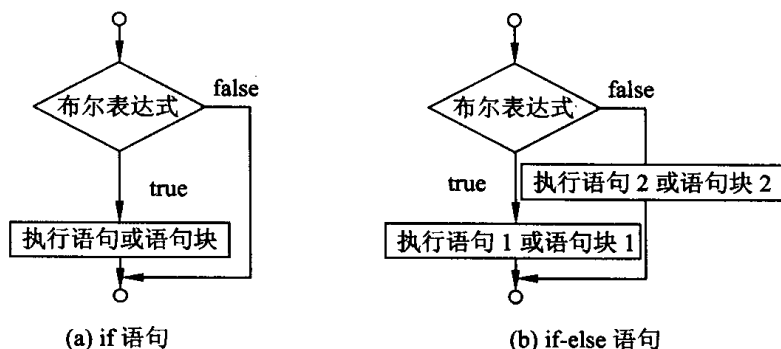 布尔表达式
false
true
执行语句或语句块
(a) if 语句
布尔表达式
false
true
执行语句 2 或语句块 2
执行语句 1 或语句块 1
(b) if-else 语句